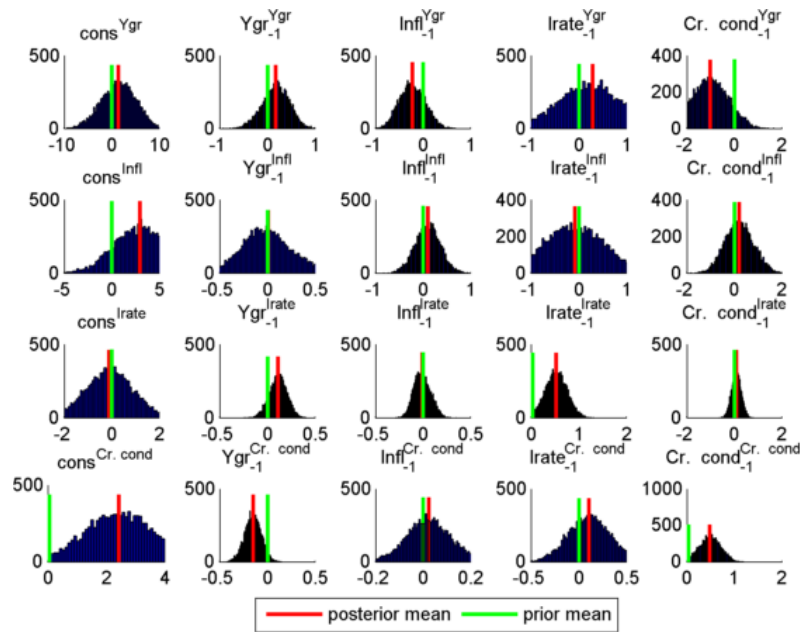 cons^Ygr Ygr_-1^Ygr Infl_-1^Ygr Irate_-1^Ygr Cr. cond_-1^Ygr
500 500 500 500 400
200
0 0 0 0 0
-10 0 10 -1 0 1 -1 0 1 -1 0 1 -2 0 2
cons^Infl Ygr_-1^Infl Infl_-1^Infl Irate_-1^Infl Cr. cond_-1^Infl
500 500 500 400 400
200 200
0 0 0 0 0
-5 0 5 -0.5 0 0.5 -1 0 1 -1 0 1 -2 0 2
cons^Irate Ygr_-1^Irate Infl_-1^Irate Irate_-1^Irate Cr. cond_-1^Irate
500 500 500 500 500
0 0 0 0 0
-2 0 2 -0.5 0 0.5 -0.5 0 0.5 0 1 2 -2 0 2
cons^Cr. cond Ygr_-1^Cr. cond Infl_-1^Cr. cond Irate_-1^Cr. cond Cr. cond_-1^Cr. cond
500 500 500 500 1000
500
0 0 0 0 0
0 2 4 -0.5 0 0.5 -0.2 0 0.2 -0.5 0 0.5 0 1 2
posterior mean prior mean